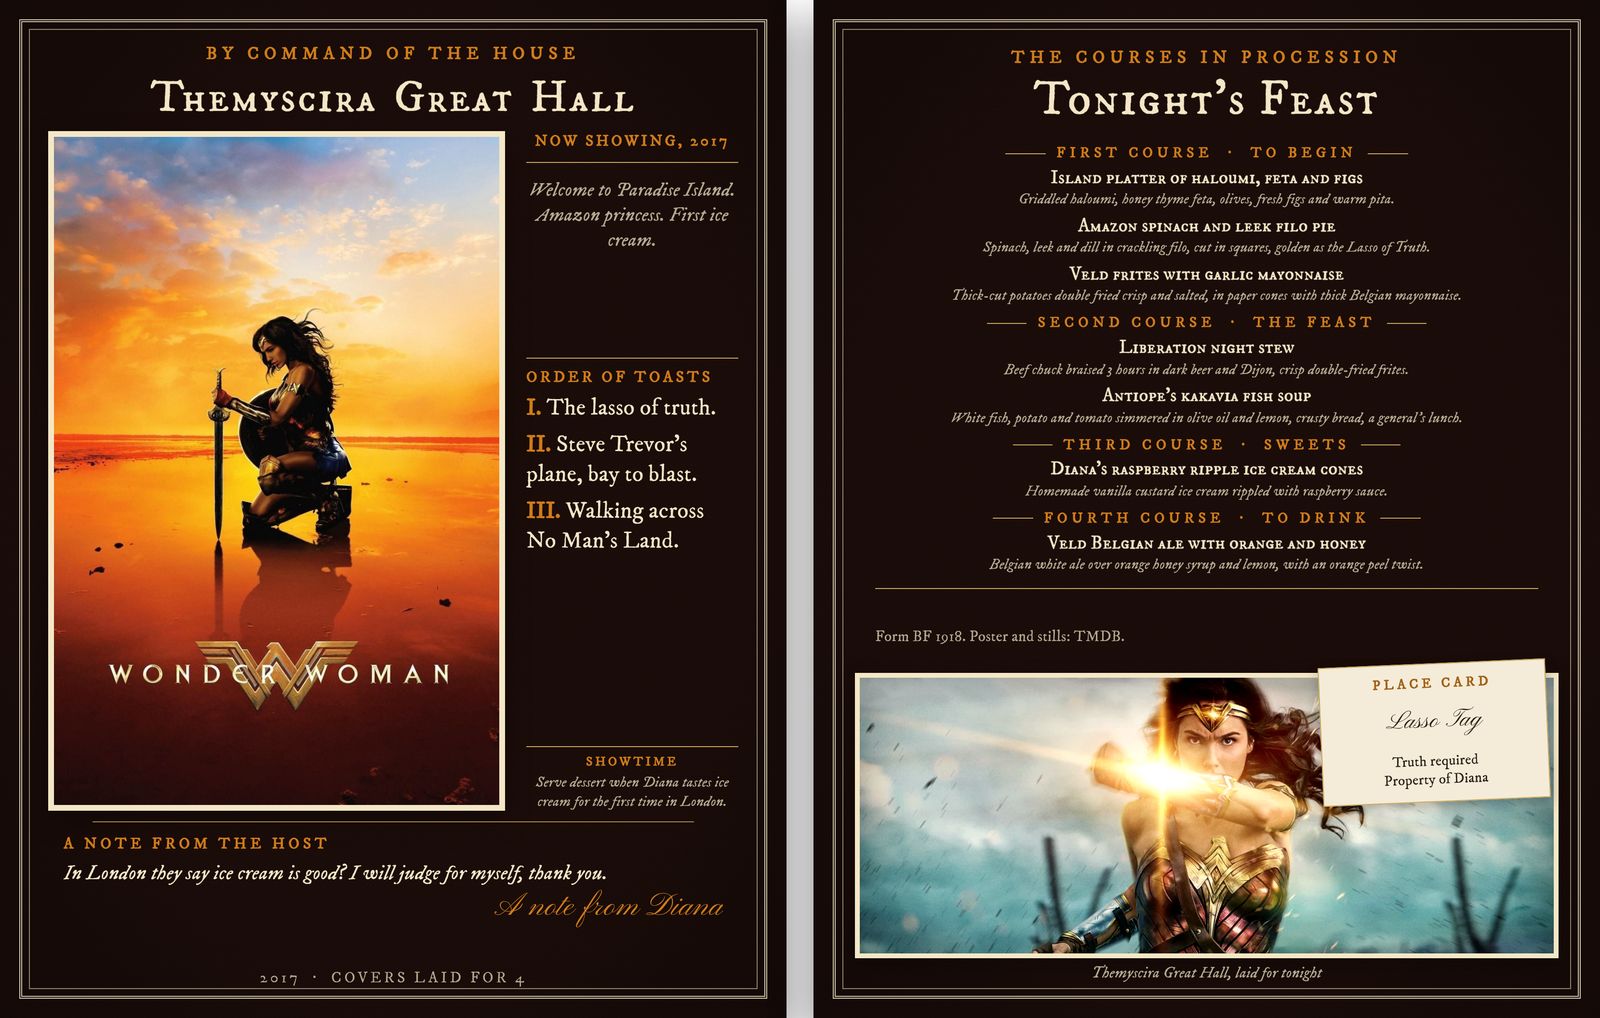 BY COMMAND OF THE HOUSE
Themyscira Great Hall
NOW SHOWING, 2017
Welcome to Paradise Island.
Amazon princess. First ice
cream.
ORDER OF TOASTS
I. The lasso of truth.
II. Steve Trevor's
plane, bay to blast.
III. Walking across
No Man's Land.
WONDER WOMAN
SHOWTIME
Serve dessert when Diana tastes ice
cream for the first time in London.
A NOTE FROM THE HOST
In London they say ice cream is good? I will judge for myself, thank you.
A note from Diana
2017 · COVERS LAID FOR 4
THE COURSES IN PROCESSION
Tonight's Feast
FIRST COURSE · TO BEGIN
Island platter of haloumi, feta and figs
Griddled haloumi, honey thyme feta, olives, fresh figs and warm pita.
Amazon spinach and leek filo pie
Spinach, leek and dill in crackling filo, cut in squares, golden as the Lasso of Truth.
Veld frites with garlic mayonnaise
Thick-cut potatoes double fried crisp and salted, in paper cones with thick Belgian mayonnaise.
SECOND COURSE · THE FEAST
Liberation night stew
Beef chuck braised 3 hours in dark beer and Dijon, crisp double-fried frites.
Antiope's kakavia fish soup
White fish, potato and tomato simmered in olive oil and lemon, crusty bread, a general's lunch.
THIRD COURSE · SWEETS
Diana's raspberry ripple ice cream cones
Homemade vanilla custard ice cream rippled with raspberry sauce.
FOURTH COURSE · TO DRINK
Veld Belgian ale with orange and honey
Belgian white ale over orange honey syrup and lemon, with an orange peel twist.
Form BF 1918. Poster and stills: TMDB.
PLACE CARD
Lasso Tag
Truth required
Property of Diana
Themyscira Great Hall, laid for tonight